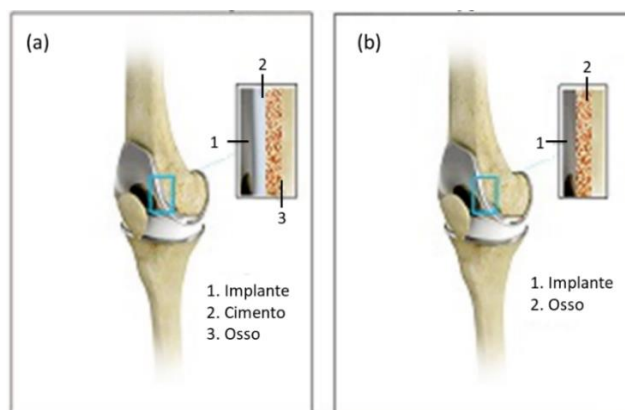 (a)
2
1
3
1. Implante
2. Cimento
3. Osso
(b)
2
1
1. Implante
2. Osso